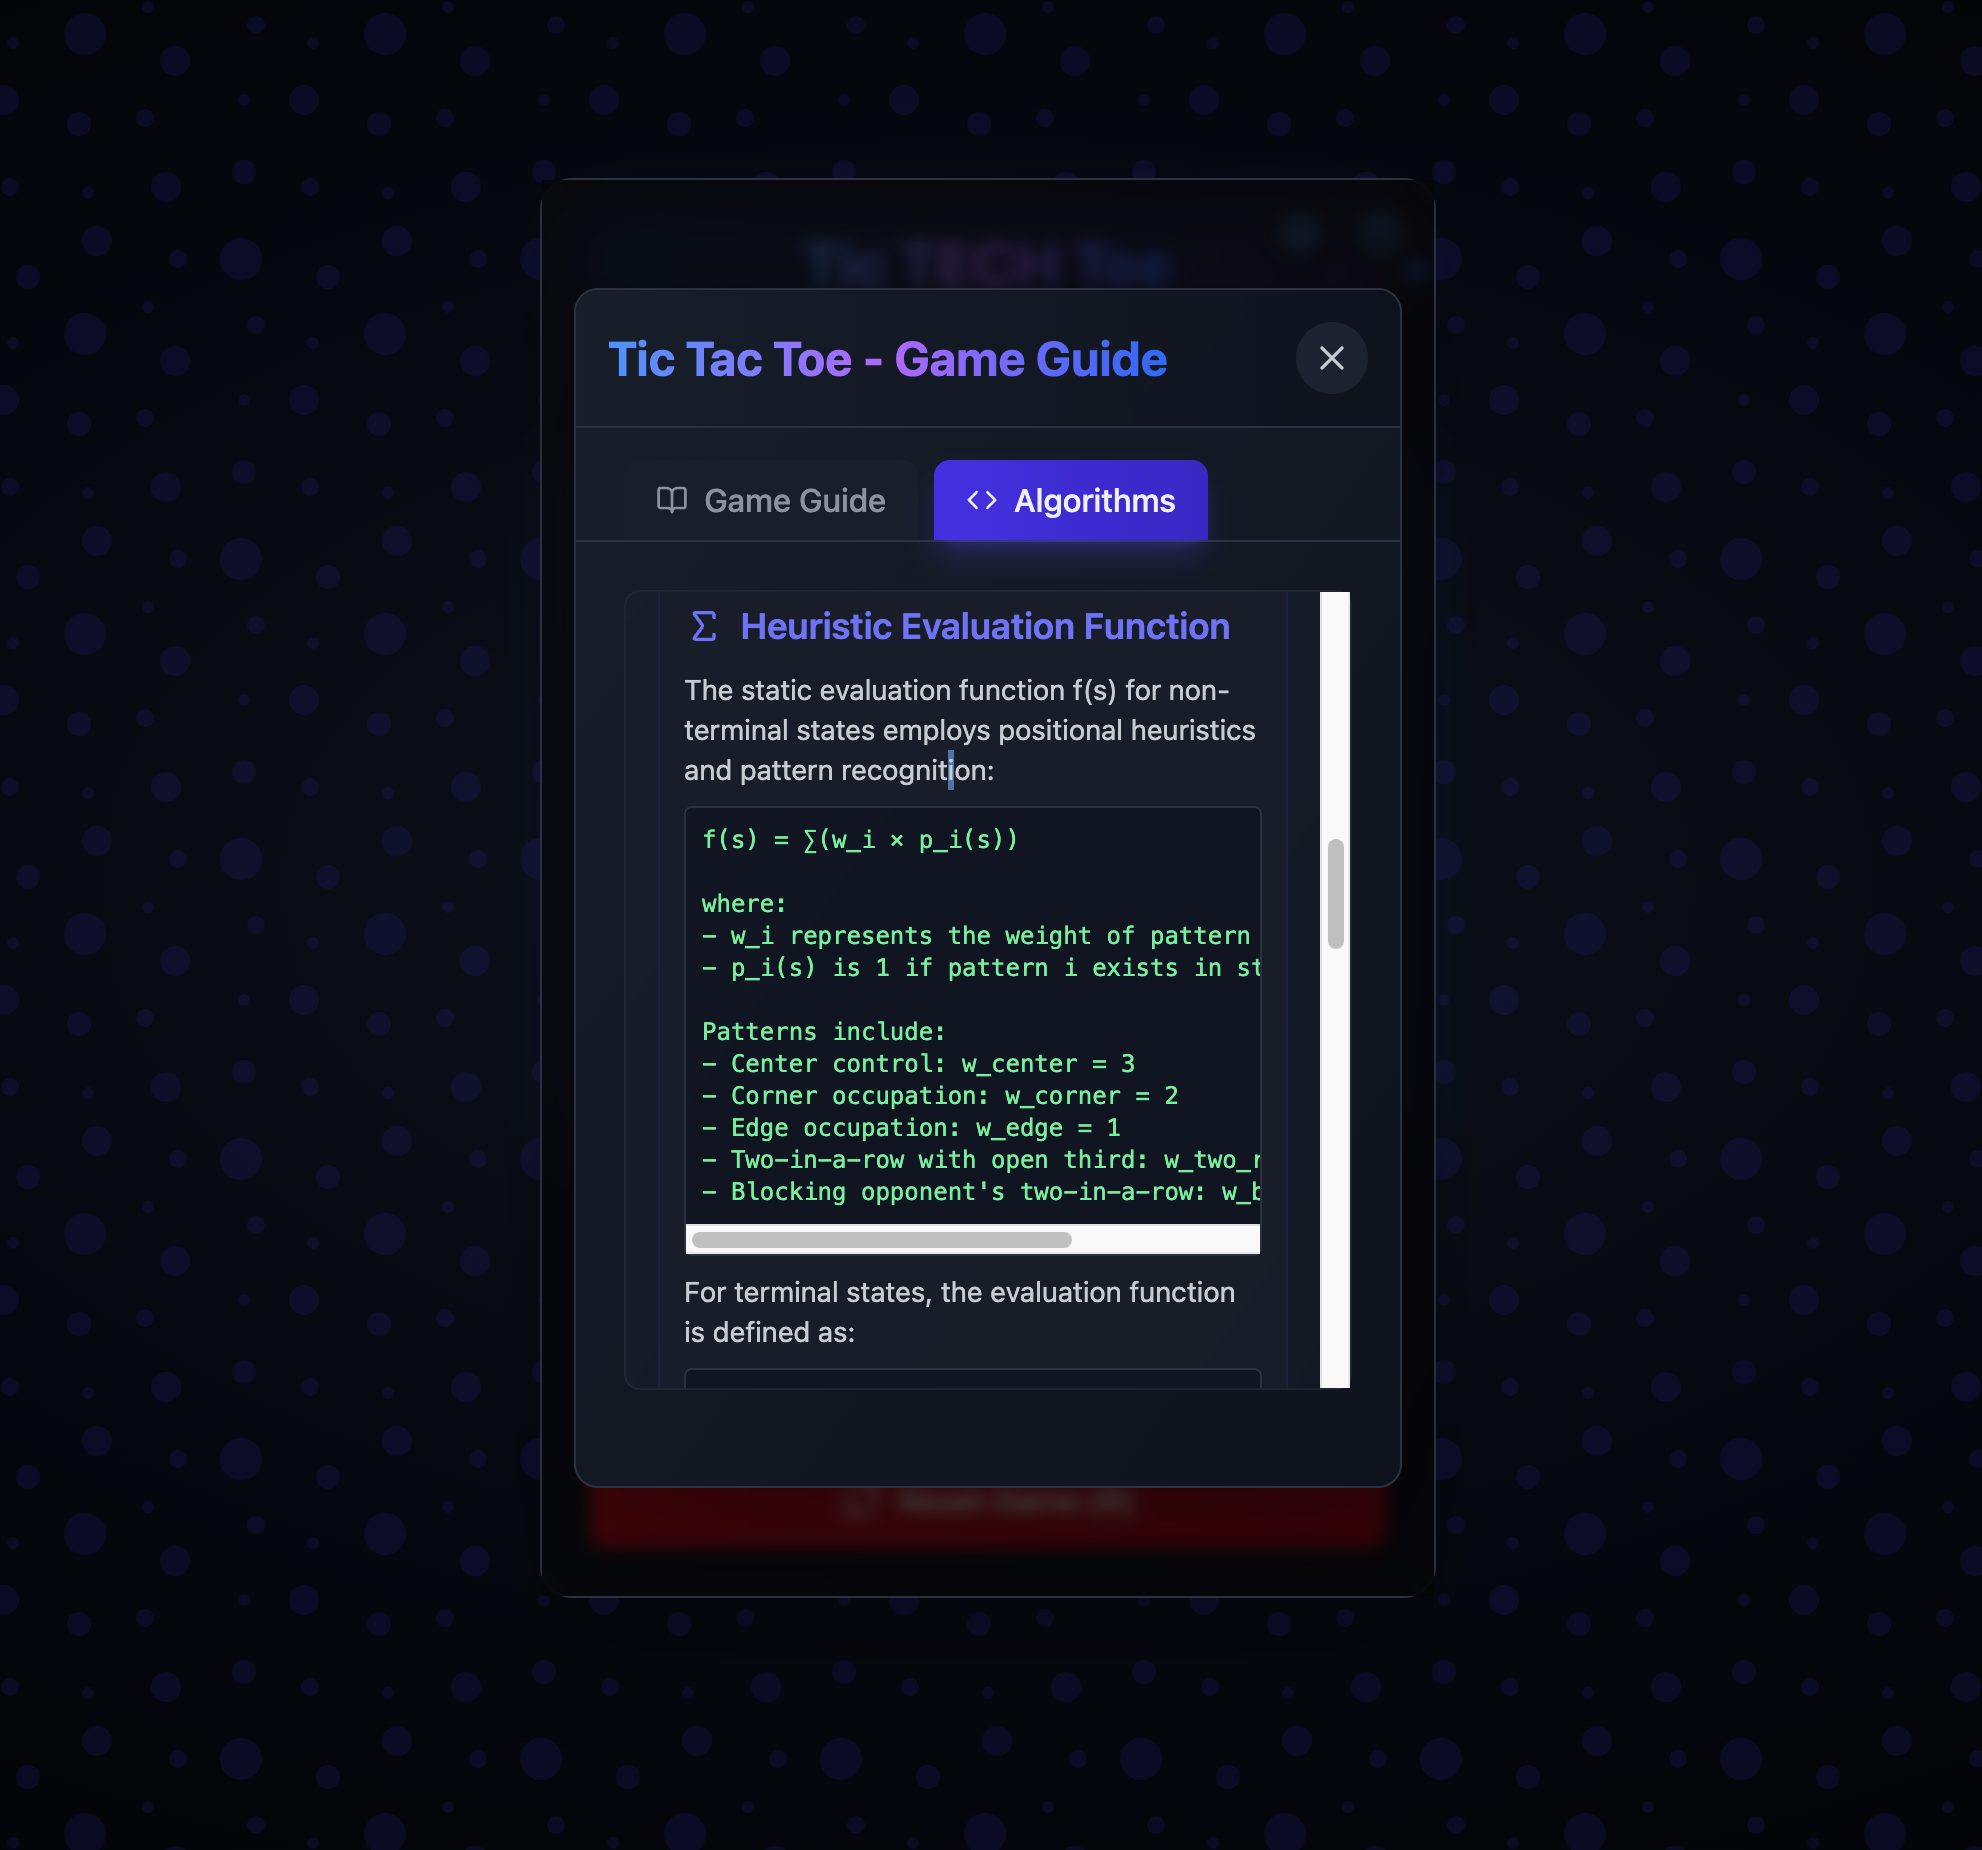 Tic TECH Toe
Tic Tac Toe - Game Guide
Game Guide
Algorithms
Heuristic Evaluation Function
The static evaluation function f(s) for non-
terminal states employs positional heuristics
and pattern recognition:
f(s) = ∑(w_i × p_i(s))
where:
- w_i represents the weight of pattern
- p_i(s) is 1 if pattern i exists in st
Patterns include:
- Center control: w_center = 3
- Corner occupation: w_corner = 2
- Edge occupation: w_edge = 1
- Two-in-a-row with open third: w_two_r
- Blocking opponent's two-in-a-row: w_b
For terminal states, the evaluation function
is defined as: